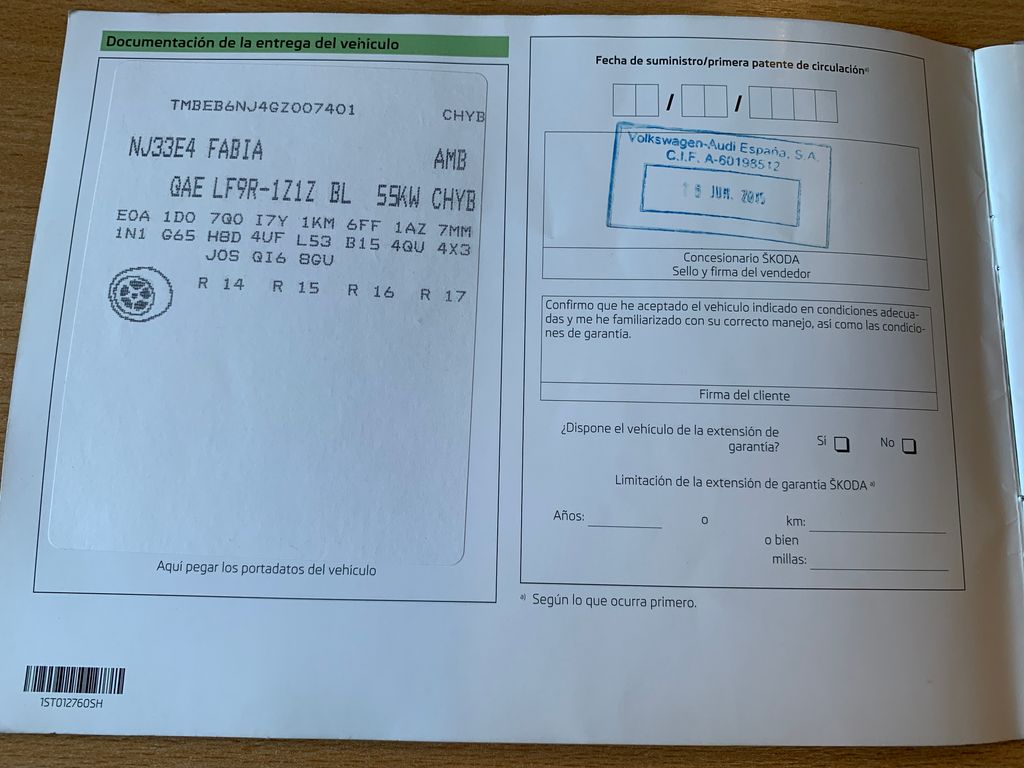 Documentación de la entrega del vehículo
TMBEB6NJ4GZ007401
CHYB
NJ33E4 FABIA AMB
QAE LF9R-1Z1Z BL 55KW CHYB
E0A 1D0 7Q0 I7Y 1KM 6FF 1AZ 7MM
1N1 G65 H8D 4UF L53 B15 4QU 4X3
J0S QI6 8GU
R 14 R 15 R 16 R 17
Aquí pegar los portadatos del vehículo
1ST012760SH
Fecha de suministro/primera patente de circulación a)
/ /
Volkswagen-Audi España, S.A.
C.I.F. A-60198512
JUN. 2015
Concesionario ŠKODA
Sello y firma del vendedor
Confirmo que he aceptado el vehículo indicado en condiciones adecua-
das y me he familiarizado con su correcto manejo, así como las condicio-
nes de garantía.
Firma del cliente
¿Dispone el vehículo de la extensión de
garantía?
Sí No
Limitación de la extensión de garantía ŠKODA a)
Años: o km:
o bien
millas:
a) Según lo que ocurra primero.